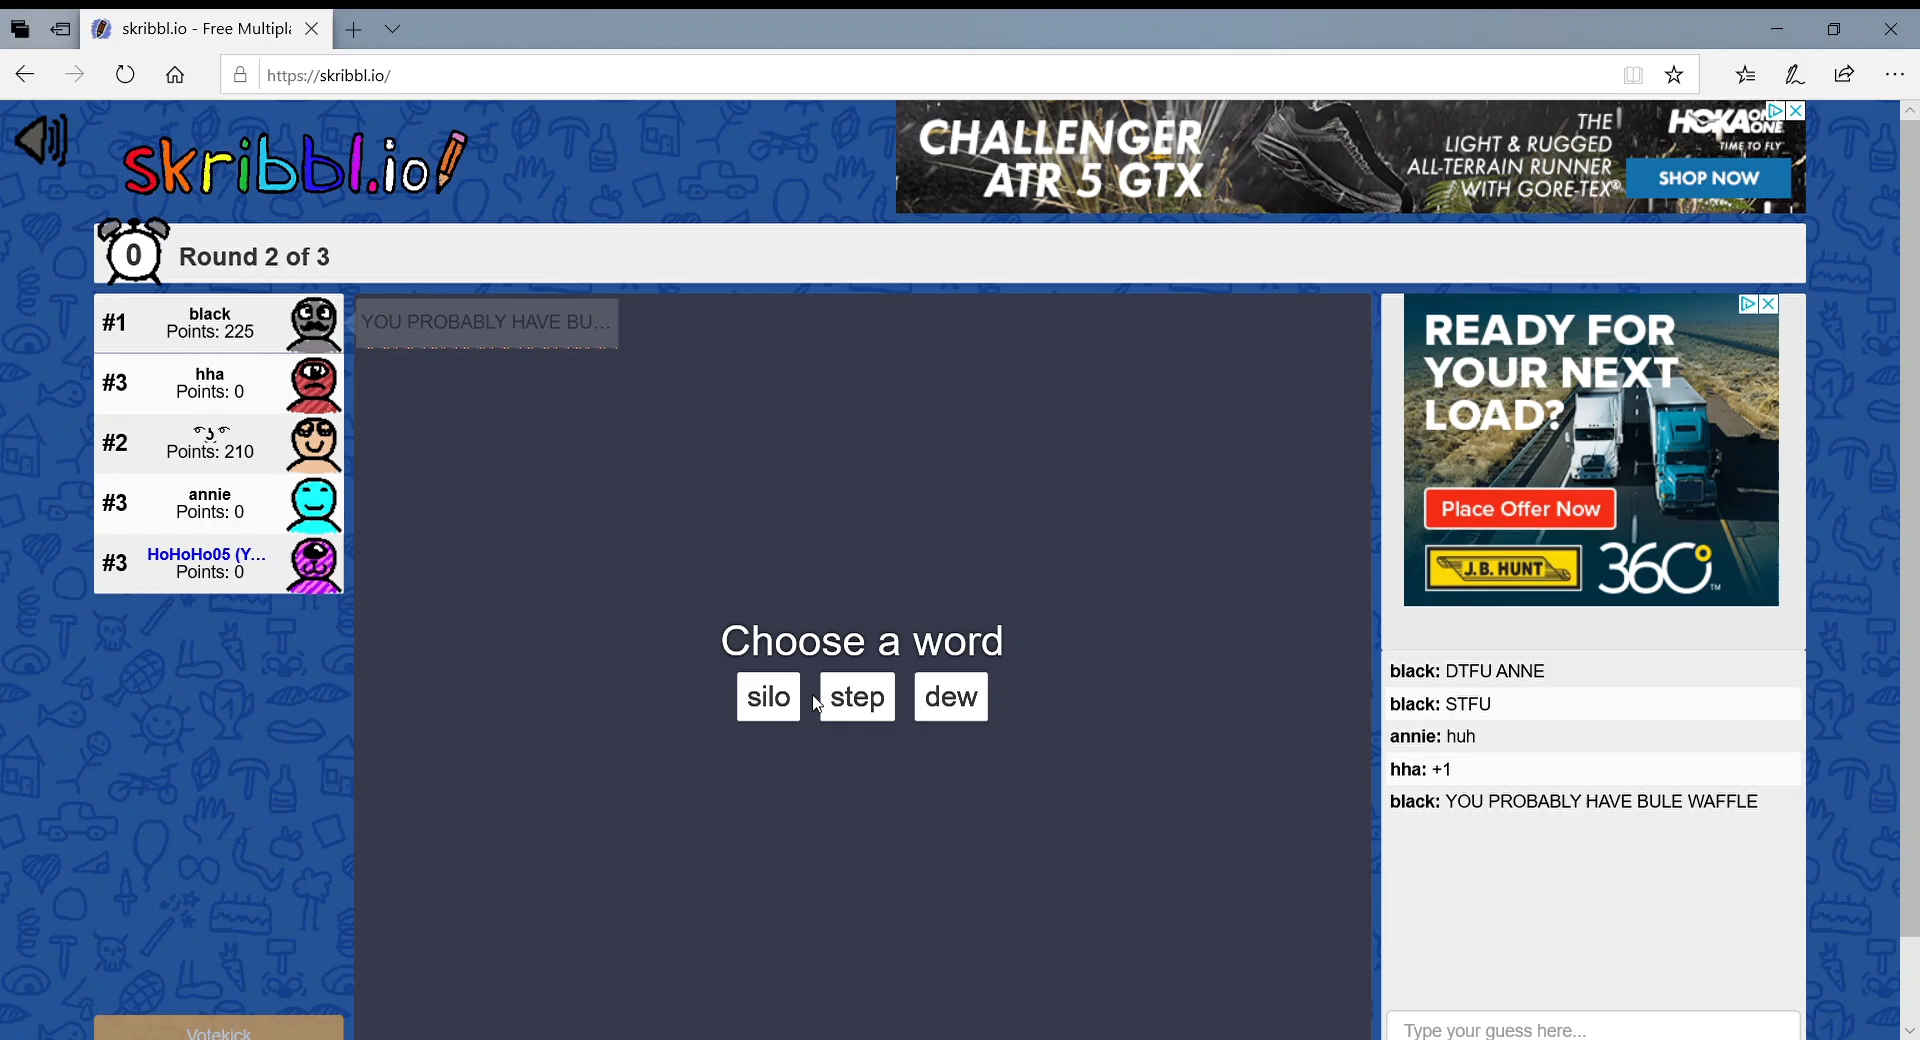 skribbl.io - Free Multipla
https://skribbl.io/
skribbl.io
CHALLENGER
ATR 5 GTX
THE
LIGHT & RUGGED
ALL-TERRAIN RUNNER
WITH GORE-TEX®
HOKA ONE ONE
TIME TO FLY
SHOP NOW
0
Round 2 of 3
#1
black
Points: 225
#3
hha
Points: 0
#2
Points: 210
#3
annie
Points: 0
#3
HoHoHo05 (Y...
Points: 0
YOU PROBABLY HAVE BU...
Choose a word
silo
step
dew
READY FOR
YOUR NEXT
LOAD?
Place Offer Now
J.B. HUNT
360°
TM
black: DTFU ANNE
black: STFU
annie: huh
hha: +1
black: YOU PROBABLY HAVE BULE WAFFLE
Votekick
Type your guess here...